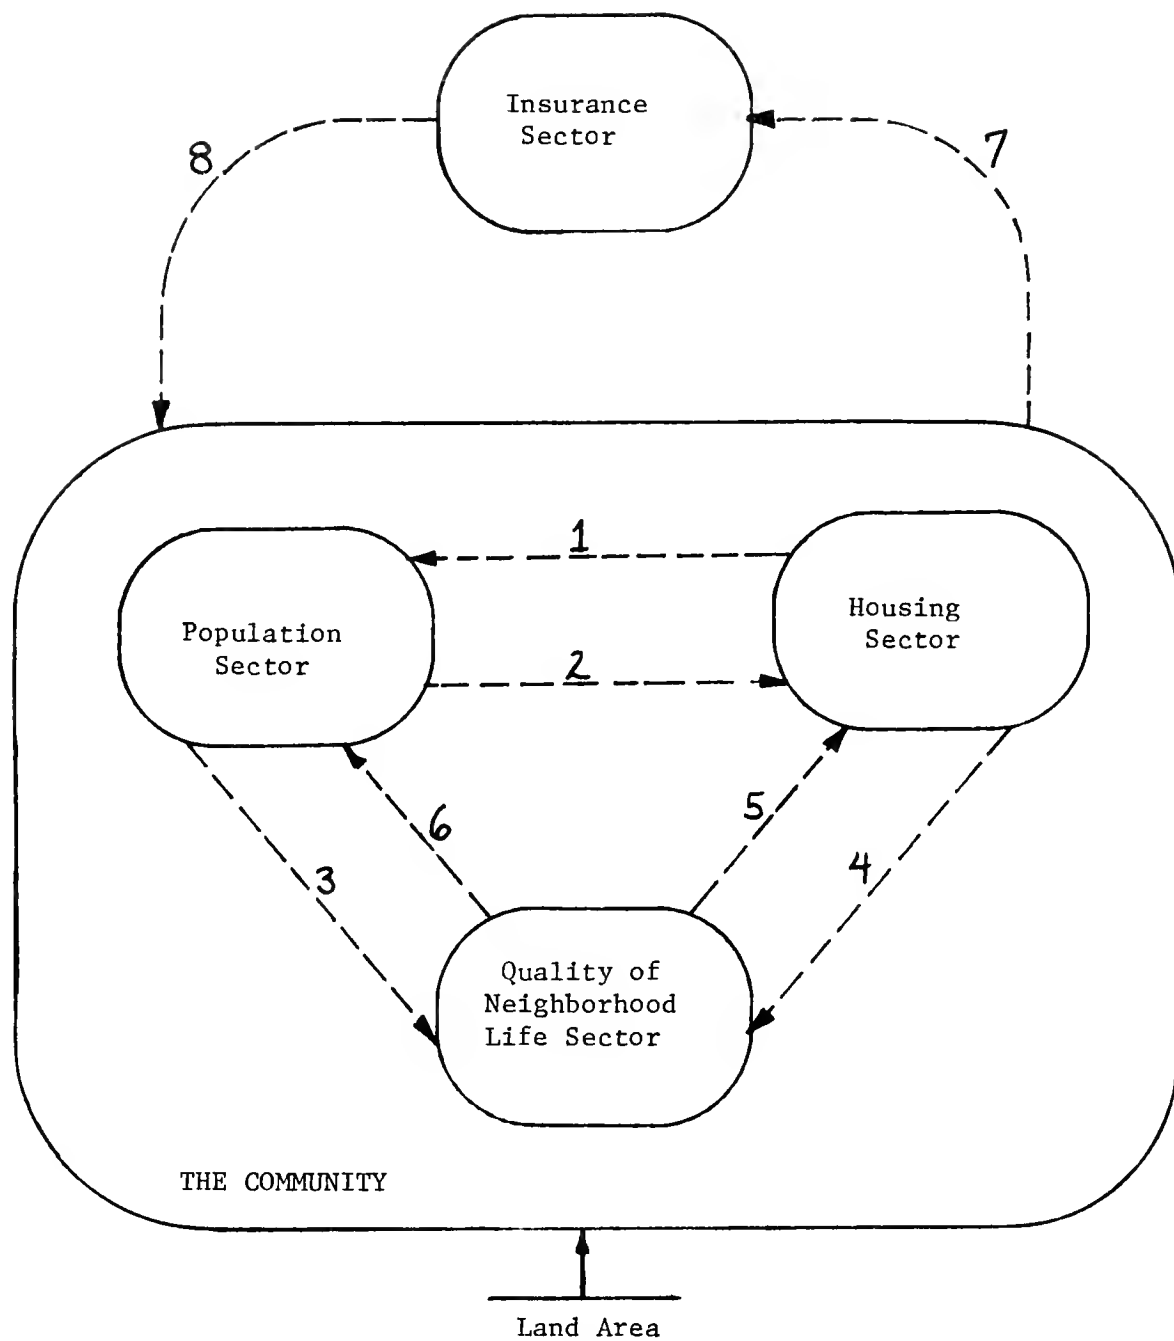 Insurance
Sector
8
7
1
Population
Sector
Housing
Sector
2
6
5
3
4
Quality of
Neighborhood
Life Sector
THE COMMUNITY
Land Area